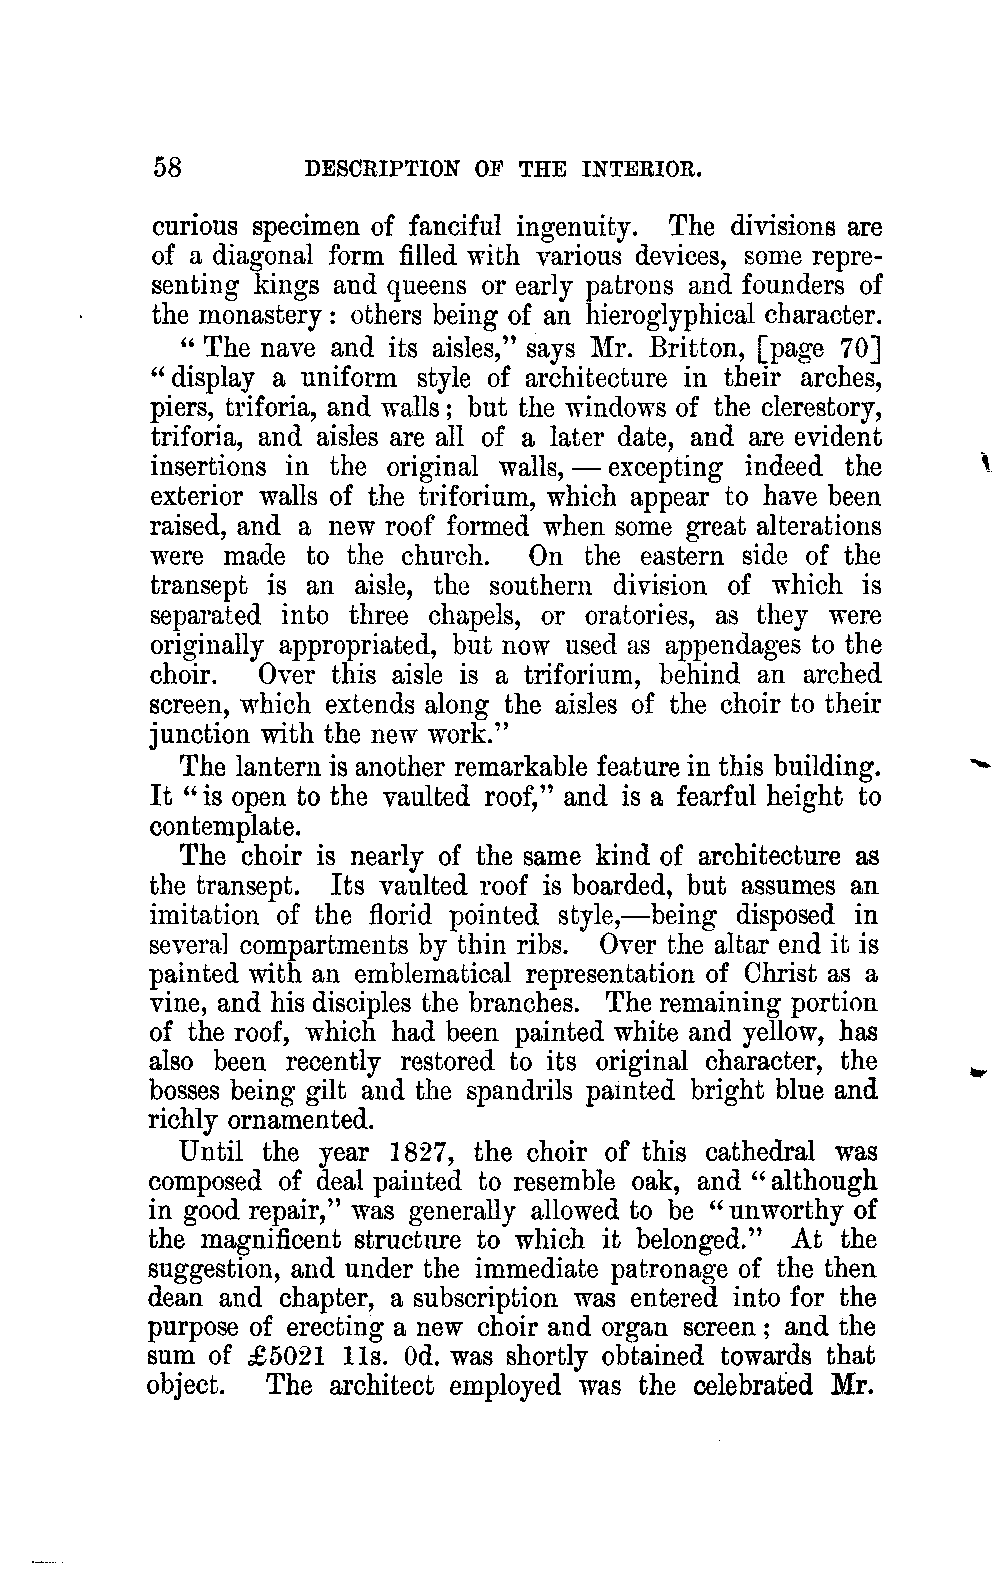 58 DESCRIPTION OF THE INTERIOR.
curious specimen of fanciful ingenuity. The divisions are
of a diagonal form filled with various devices, some repre-
senting kings and queens or early patrons and founders of
the monastery: others being of an hieroglyphical character.
“The nave and its aisles,” says Mr. Britton, [page 70]
“display a uniform style of architecture in their arches,
piers, triforia, and walls; but the windows of the clerestory,
triforia, and aisles are all of a later date, and are evident
insertions in the original walls,—excepting indeed the
exterior walls of the triforium, which appear to have been
raised, and a new roof formed when some great alterations
were made to the church. On the eastern side of the
transept is an aisle, the southern division of which is
separated into three chapels, or oratories, as they were
originally appropriated, but now used as appendages to the
choir. Over this aisle is a triforium, behind an arched
screen, which extends along the aisles of the choir to their
junction with the new work.”
The lantern is another remarkable feature in this building.
It “is open to the vaulted roof,” and is a fearful height to
contemplate.
The choir is nearly of the same kind of architecture as
the transept. Its vaulted roof is boarded, but assumes an
imitation of the florid pointed style,—being disposed in
several compartments by thin ribs. Over the altar end it is
painted with an emblematical representation of Christ as a
vine, and his disciples the branches. The remaining portion
of the roof, which had been painted white and yellow, has
also been recently restored to its original character, the
bosses being gilt and the spandrils painted bright blue and
richly ornamented.
Until the year 1827, the choir of this cathedral was
composed of deal painted to resemble oak, and “although
in good repair,” was generally allowed to be “unworthy of
the magnificent structure to which it belonged.” At the
suggestion, and under the immediate patronage of the then
dean and chapter, a subscription was entered into for the
purpose of erecting a new choir and organ screen; and the
sum of £5021 11s. 0d. was shortly obtained towards that
object. The architect employed was the celebrated Mr.